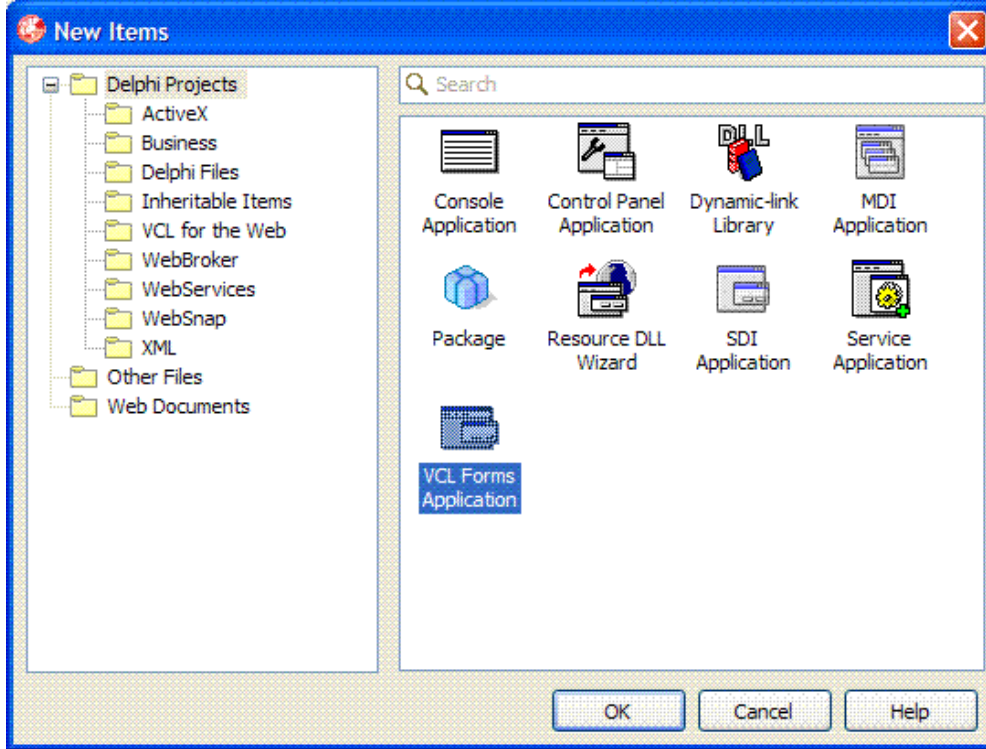 New Items
Delphi Projects
ActiveX
Business
Delphi Files
Inheritable Items
VCL for the Web
WebBroker
WebServices
WebSnap
XML
Other Files
Web Documents
Search
Console
Application
Control Panel
Application
DLL
Dynamic-link
Library
MDI
Application
Package
Resource DLL
Wizard
SDI
Application
Service
Application
VCL Forms
Application
OK
Cancel
Help